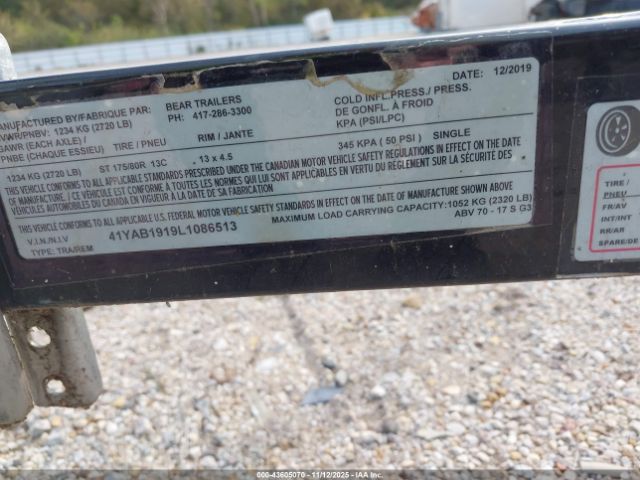 MANUFACTURED BY/FABRIQUE PAR: BEAR TRAILERS DATE: 12/2019
GVWR/PNBV: 1234 KG (2720 LB) PH: 417-286-3300 COLD INFL.PRESS./ PRESS.
GAWR (EACH AXLE) / TIRE / PNEU RIM / JANTE DE GONFL. À FROID
PNBE (CHAQUE ESSIEU) KPA (PSI/LPC)
1234 KG (2720 LB) ST 175/80R. 13C . 13 x 4.5 345 KPA ( 50 PSI ) SINGLE
THIS VEHICLE CONFORMS TO ALL APPLICABLE STANDARDS PRESCRIBED UNDER THE CANADIAN MOTOR VEHICLE SAFETY REGULATIONS IN EFFECT ON THE
DATE OF MANUFACTURE / CE VÉHICULE EST CONFORME À TOUTES LES NORMES QUI LUI SONT APPLICABLES EN VERTU DU RÈGLEMENT SUR LA SÉCURITÉ DES
VÉHICULES AUTOMOBILES DU CANADA EN VIGUEUR À LA DATE DE SA FABRICATION
THIS VEHICLE CONFORMS TO ALL APPLICABLE U.S. FEDERAL MOTOR VEHICLE SAFETY STANDARDS IN EFFECT ON THE DATE OF MANUFACTURE SHOWN ABOVE
V.I.N./N.I.V 41YAB1919L1086513 MAXIMUM LOAD CARRYING CAPACITY:1052 KG (2320 LB)
TYPE: TRA/REM ABV 70 - 17 S G3
TIRE /
PNEU
FR/AV
INT/INT
RR/AR
SPARE/DE
000-43605070 - 11/12/2025 - IAAI.COM